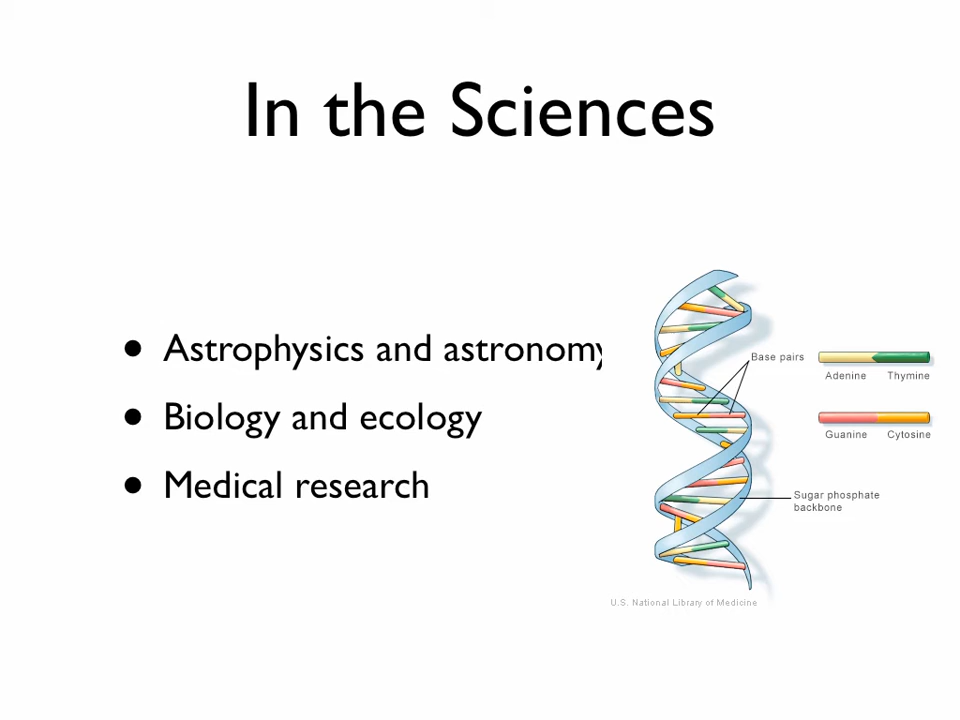 In the Sciences
• Astrophysics and astronomy
• Biology and ecology
• Medical research
Base pairs
Adenine Thymine
Guanine Cytosine
Sugar phosphate
backbone
U.S. National Library of Medicine